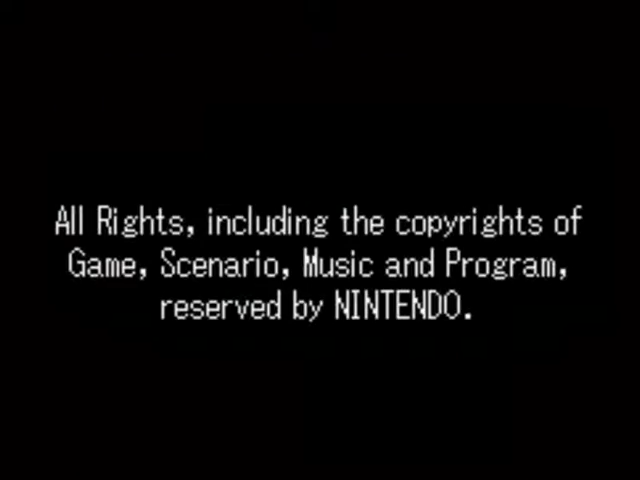 All Rights, including the copyrights of
Game, Scenario, Music and Program,
reserved by NINTENDO.